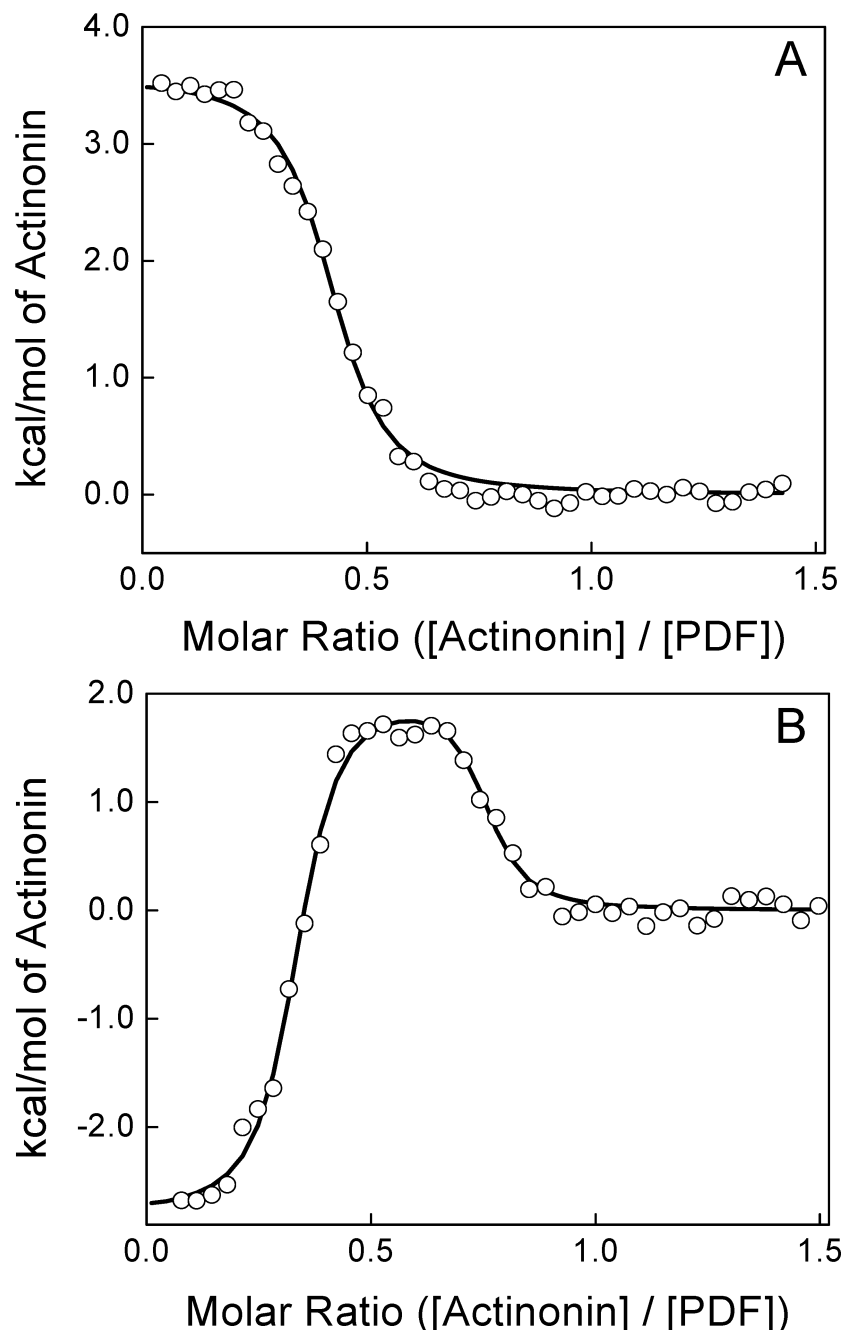 A
4.0
3.0
2.0
1.0
0.0
kcal/mol of Actinonin
0.0 0.5 1.0 1.5
Molar Ratio ([Actinonin] / [PDF])
B
2.0
1.0
0.0
-1.0
-2.0
kcal/mol of Actinonin
0.0 0.5 1.0 1.5
Molar Ratio ([Actinonin] / [PDF])